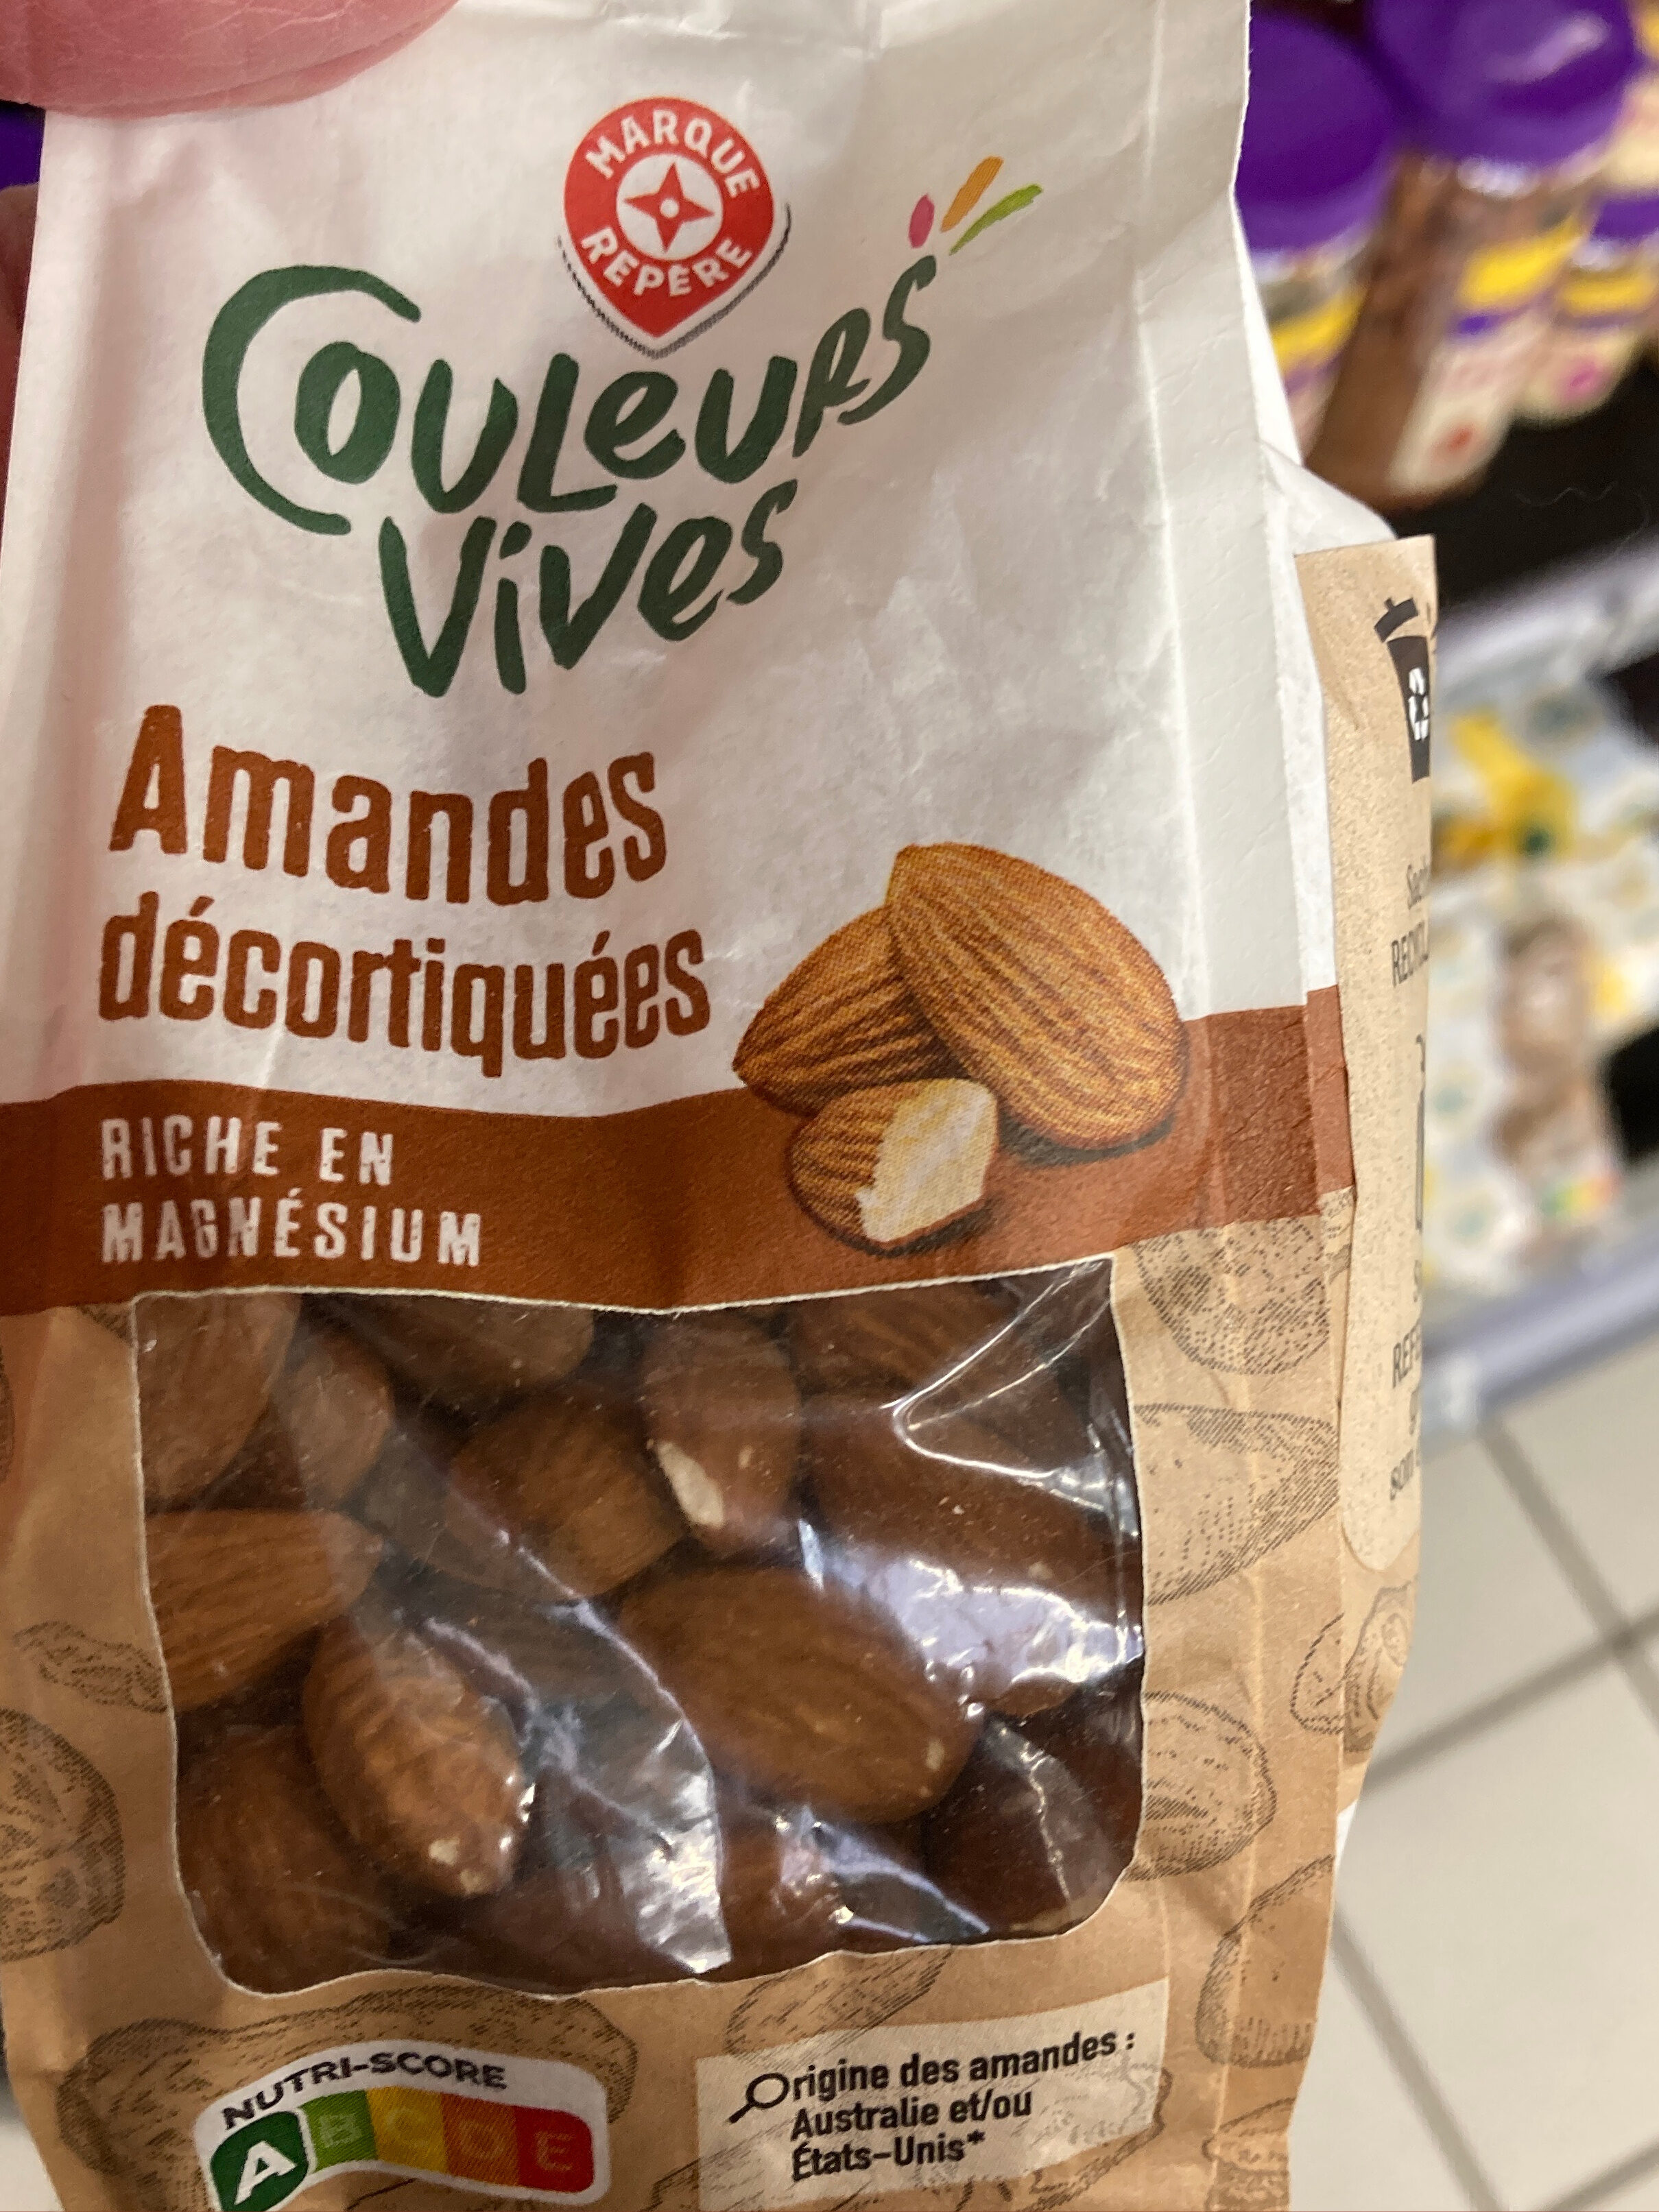 MARQUE
REPÈRE
Couleurs
Vives
Amandes
décortiquées
RICHE EN
MAGNÉSIUM
NUTRI-SCORE
A B C D E
Origine des amandes :
Australie et/ou
États-Unis*